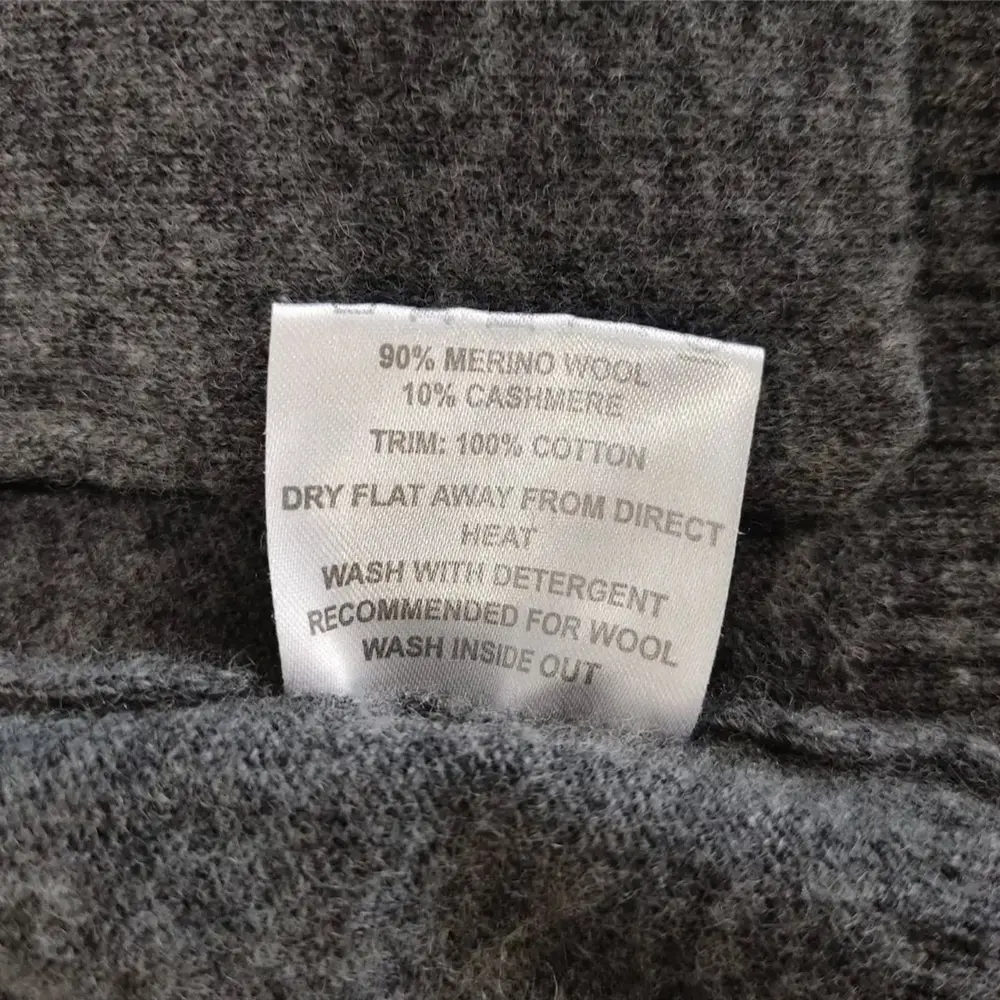 90% MERINO WOOL
10% CASHMERE
TRIM: 100% COTTON
DRY FLAT AWAY FROM DIRECT
HEAT
WASH WITH DETERGENT
RECOMMENDED FOR WOOL
WASH INSIDE OUT